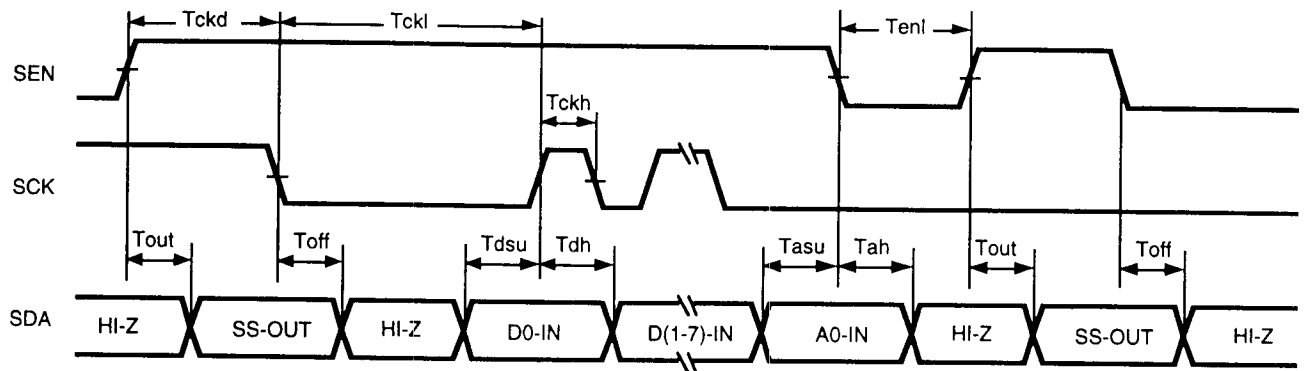 Tckd
Tckl
Tenl
SEN
Tckh
SCK
Tout
Toff
Tdsu
Tdh
Tasu
Tah
Tout
Toff
SDA
HI-Z
SS-OUT
HI-Z
D0-IN
D(1-7)-IN
A0-IN
HI-Z
SS-OUT
HI-Z